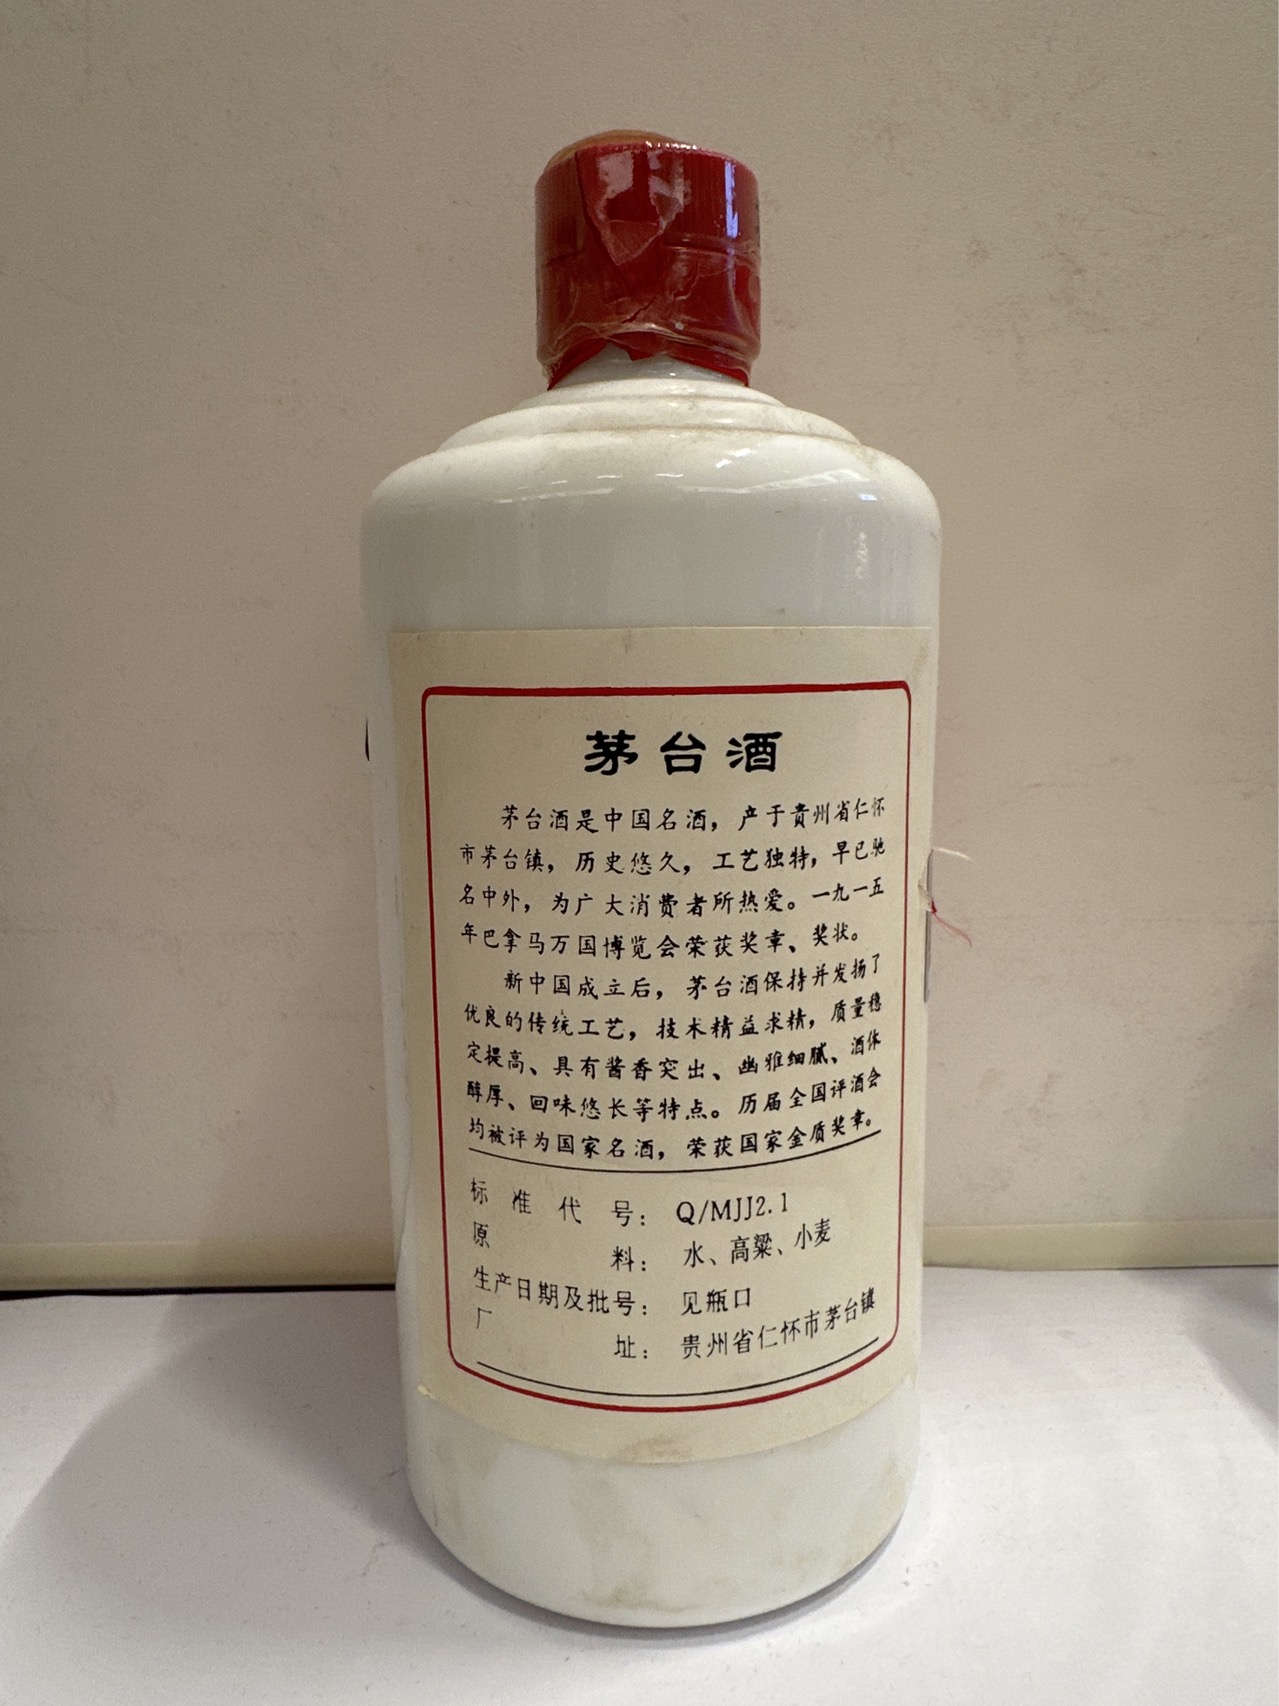 茅台酒
茅台酒是中国名酒，产于贵州省仁怀
市茅台镇，历史悠久，工艺独特，早已驰
名中外，为广大消费者所热爱。一九一五
年巴拿马万国博览会荣获奖章、奖状。
新中国成立后，茅台酒保持并发扬了
优良的传统工艺，技术精益求精，质量稳
定提高、具有酱香突出、幽雅细腻、酒体
醇厚、回味悠长等特点。历届全国评酒会
均被评为国家名酒，荣获国家金质奖章。
标准代号：Q/MJJ2.1
原料：水、高粱、小麦
生产日期及批号：见瓶口
厂址：贵州省仁怀市茅台镇